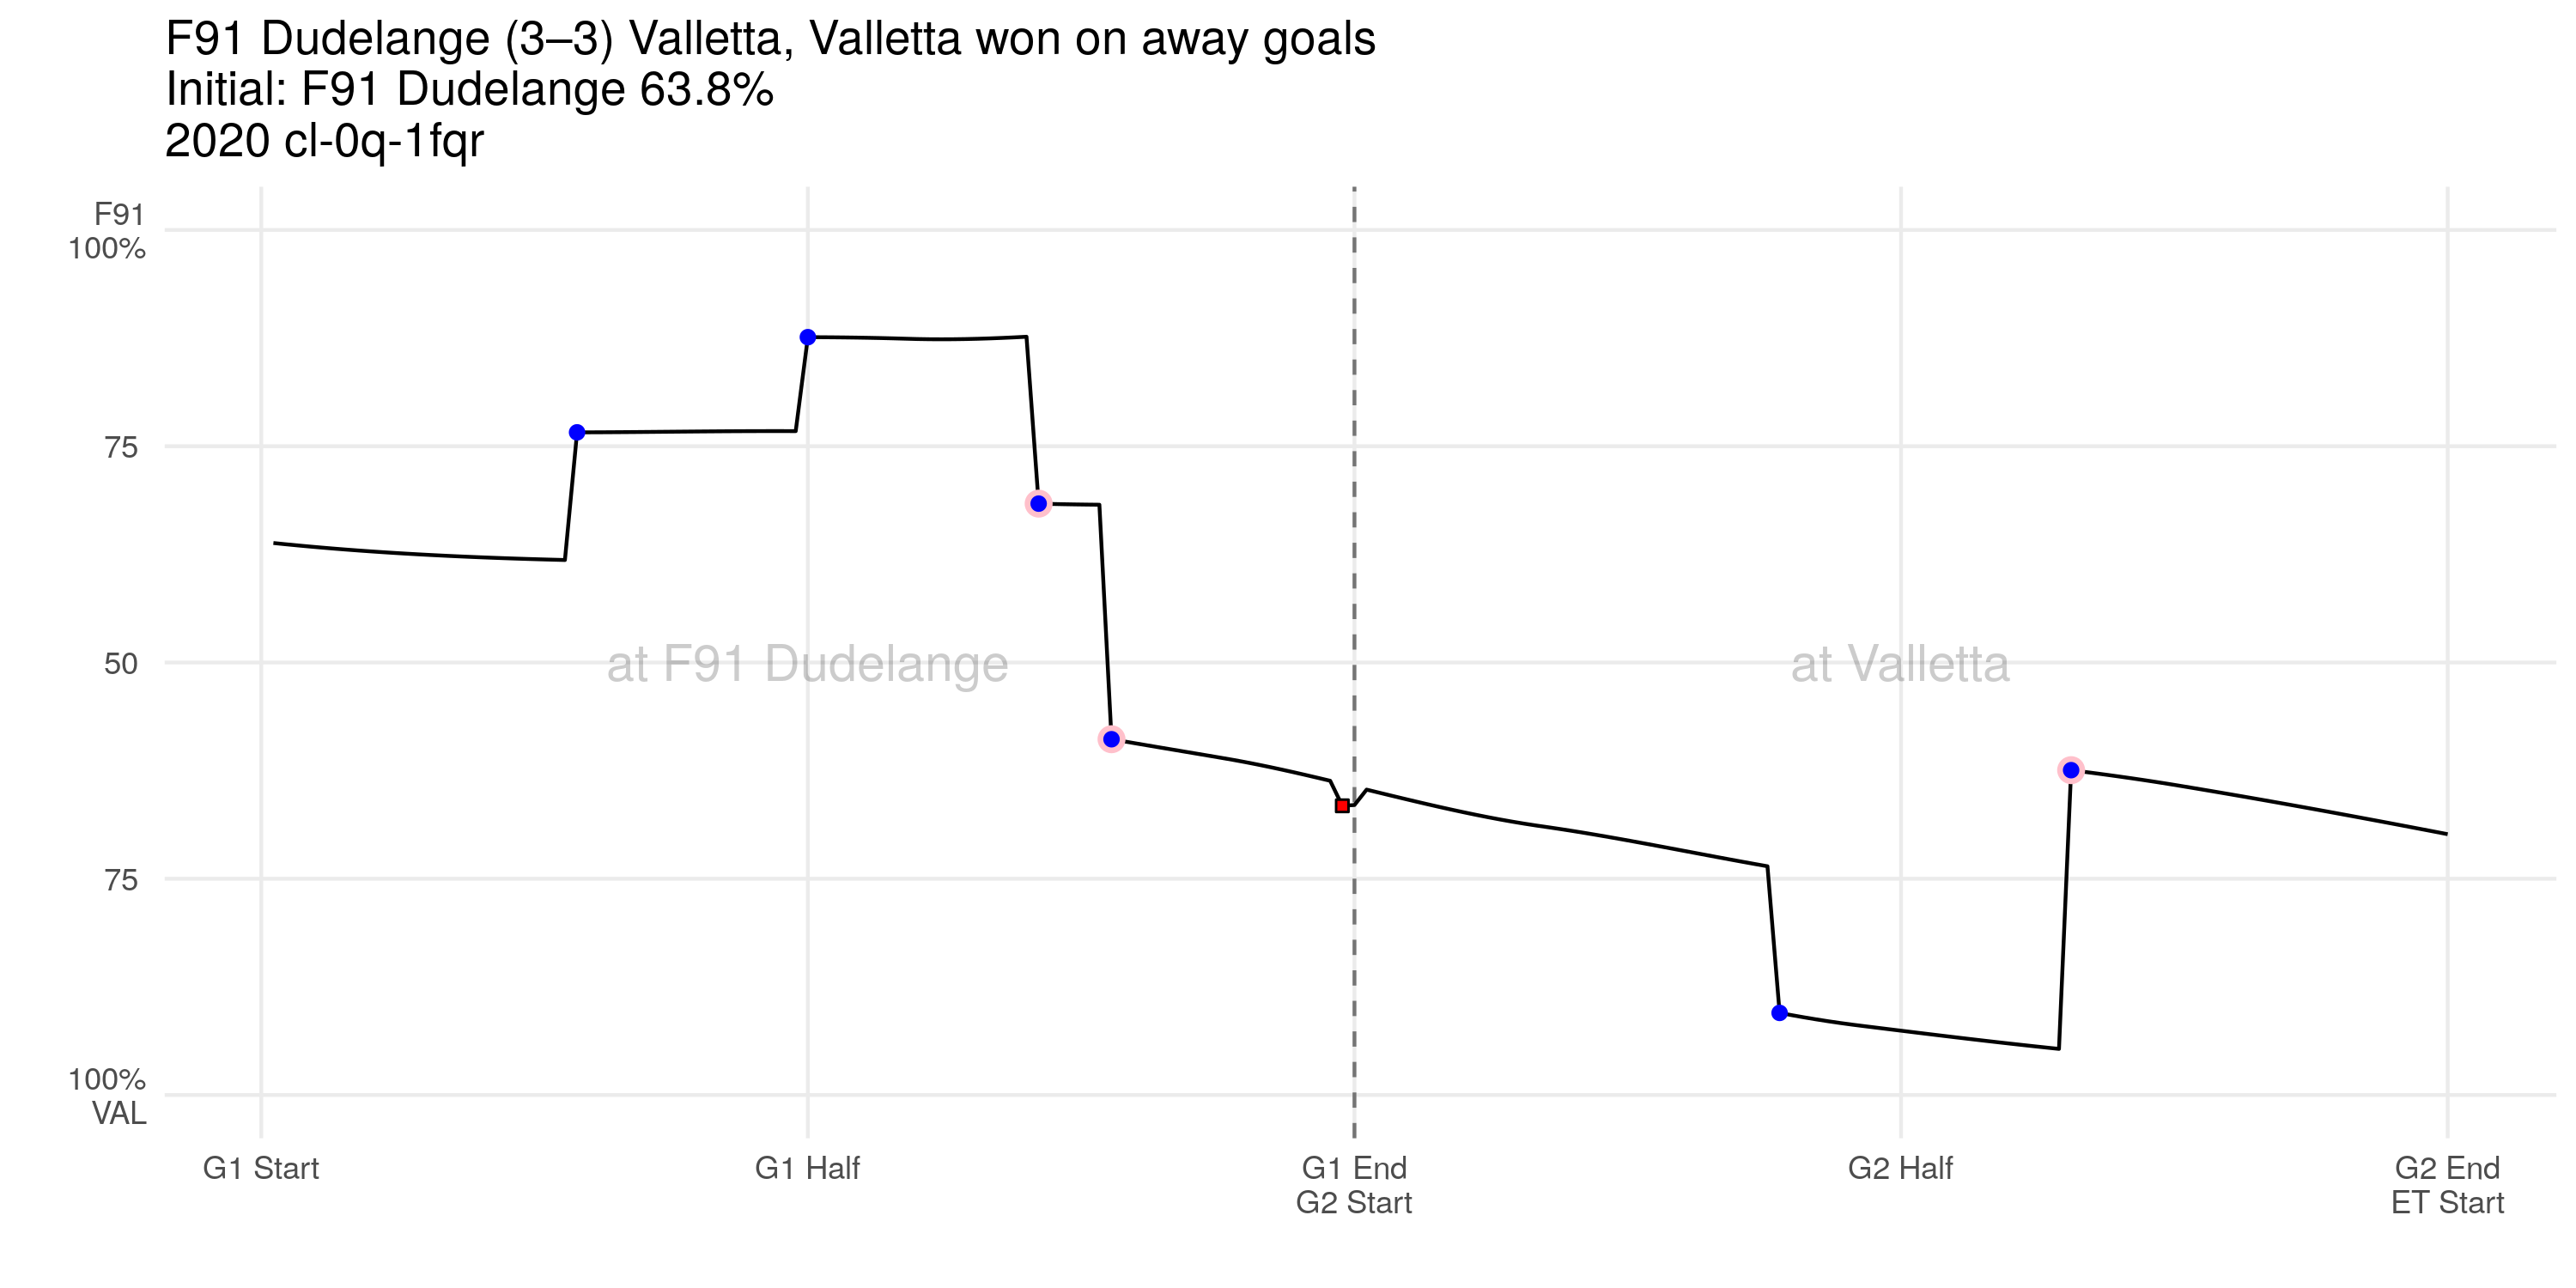 F91 Dudelange (3–3) Valletta, Valletta won on away goals
Initial: F91 Dudelange 63.8%
2020 cl-0q-1fqr
F91
100%
75
50
75
100%
VAL
at F91 Dudelange
at Valletta
G1 Start
G1 Half
G1 End
G2 Start
G2 Half
G2 End
ET Start